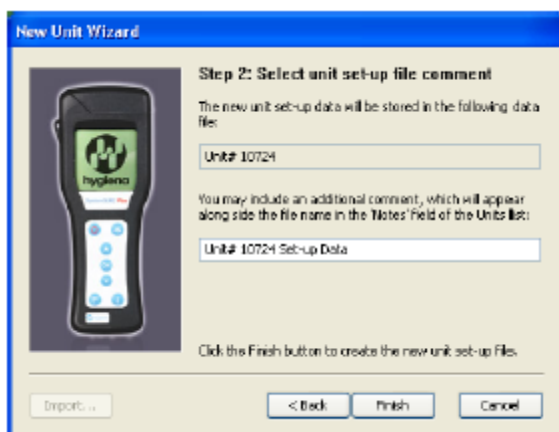 New Unit Wizard
Step 2: Select unit set-up file comment
The new unit set-up data will be stored in the following data
file:
Unit# 10724
You may include an additional comment, which will appear
along side the file name in the 'Notes' field of the Units list:
Unit# 10724 Set-up Data
Click the Finish button to create the new unit set-up files.
hygiena
Import...
< Back
Finish
Cancel